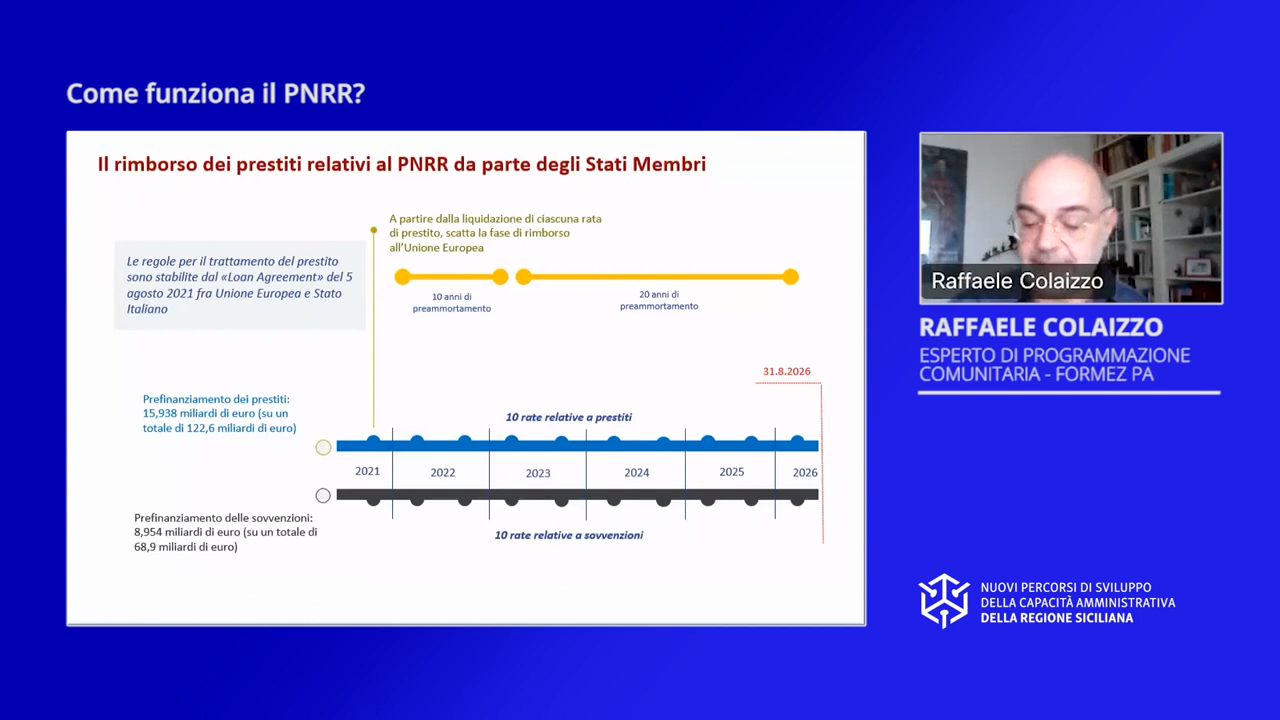 Come funziona il PNRR?
Il rimborso dei prestiti relativi al PNRR da parte degli Stati Membri
A partire dalla liquidazione di ciascuna rata
di prestito, scatta la fase di rimborso
all'Unione Europea
Le regole per il trattamento del prestito
sono stabilite dal «Loan Agreement» del 5
agosto 2021 fra Unione Europea e Stato
Italiano
10 anni di
preammortamento
20 anni di
preammortamento
31.8.2026
Prefinanziamento dei prestiti:
15,938 miliardi di euro (su un
totale di 122,6 miliardi di euro)
10 rate relative a prestiti
2021 2022 2023 2024 2025 2026
Prefinanziamento delle sovvenzioni:
8,954 miliardi di euro (su un totale di
68,9 miliardi di euro)
10 rate relative a sovvenzioni
Raffaele Colaizzo
RAFFAELE COLAIZZO
ESPERTO DI PROGRAMMAZIONE
COMUNITARIA - FORMEZ PA
NUOVI PERCORSI DI SVILUPPO
DELLA CAPACITÀ AMMINISTRATIVA
DELLA REGIONE SICILIANA